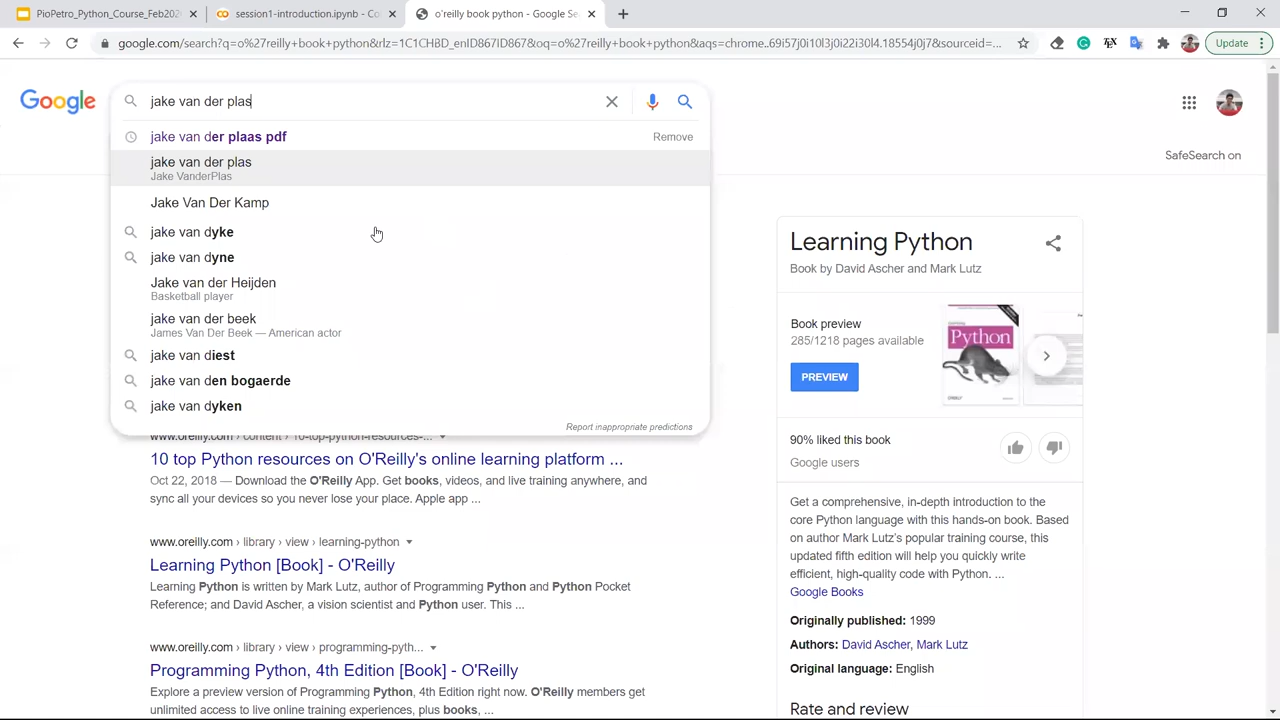 PioPetro_Python_Course_Feb202
session1-introduction.ipynb - Co
o'reilly book python - Google Se
google.com/search?q=o%27reilly+book+python&rlz=1C1CHBD_enID867ID867&oq=o%27reilly+book+python&aqs=chrome..69i57j0i10l3j0i22i30l4.18554j0j7&sourceid=...
Update
Google
jake van der plas
SafeSearch on
jake van der plaas pdf
Remove
jake van der plas
Jake VanderPlas
Jake Van Der Kamp
jake van dyke
jake van dyne
Jake van der Heijden
Basketball player
jake van der beek
James Van Der Beek — American actor
jake van diest
jake van den bogaerde
jake van dyken
Report inappropriate predictions
www.oreilly.com › content › 10-top-python-resources-...
10 top Python resources on O'Reilly's online learning platform ...
Oct 22, 2018 — Download the O'Reilly App. Get books, videos, and live training anywhere, and
sync all your devices so you never lose your place. Apple app ...
www.oreilly.com › library › view › learning-python
Learning Python [Book] - O'Reilly
Learning Python is written by Mark Lutz, author of Programming Python and Python Pocket
Reference; and David Ascher, a vision scientist and Python user. This ...
www.oreilly.com › library › view › programming-pyth...
Programming Python, 4th Edition [Book] - O'Reilly
Explore a preview version of Programming Python, 4th Edition right now. O'Reilly members get
unlimited access to live online training experiences, plus books, ...
Learning Python
Book by David Ascher and Mark Lutz
Book preview
285/1218 pages available
PREVIEW
Python
90% liked this book
Google users
Get a comprehensive, in-depth introduction to the
core Python language with this hands-on book. Based
on author Mark Lutz's popular training course, this
updated fifth edition will help you quickly write
efficient, high-quality code with Python. ...
Google Books
Originally published: 1999
Authors: David Ascher, Mark Lutz
Original language: English
Rate and review